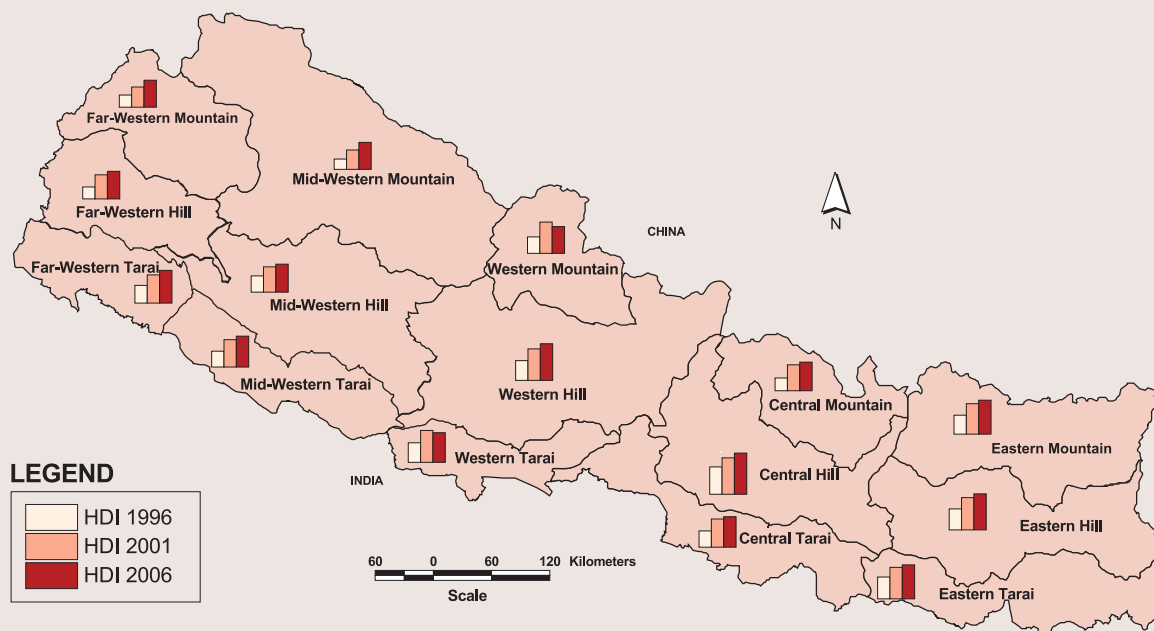 Far-Western Mountain
Mid-Western Mountain
Far-Western Hill
N
CHINA
Far-Western Tarai
Western Mountain
Mid-Western Hill
Mid-Western Tarai
Western Hill
Central Mountain
Eastern Mountain
Western Tarai
Central Hill
INDIA
Eastern Hill
Central Tarai
Eastern Tarai
LEGEND
HDI 1996
HDI 2001
HDI 2006
60 0 60 120 Kilometers
Scale